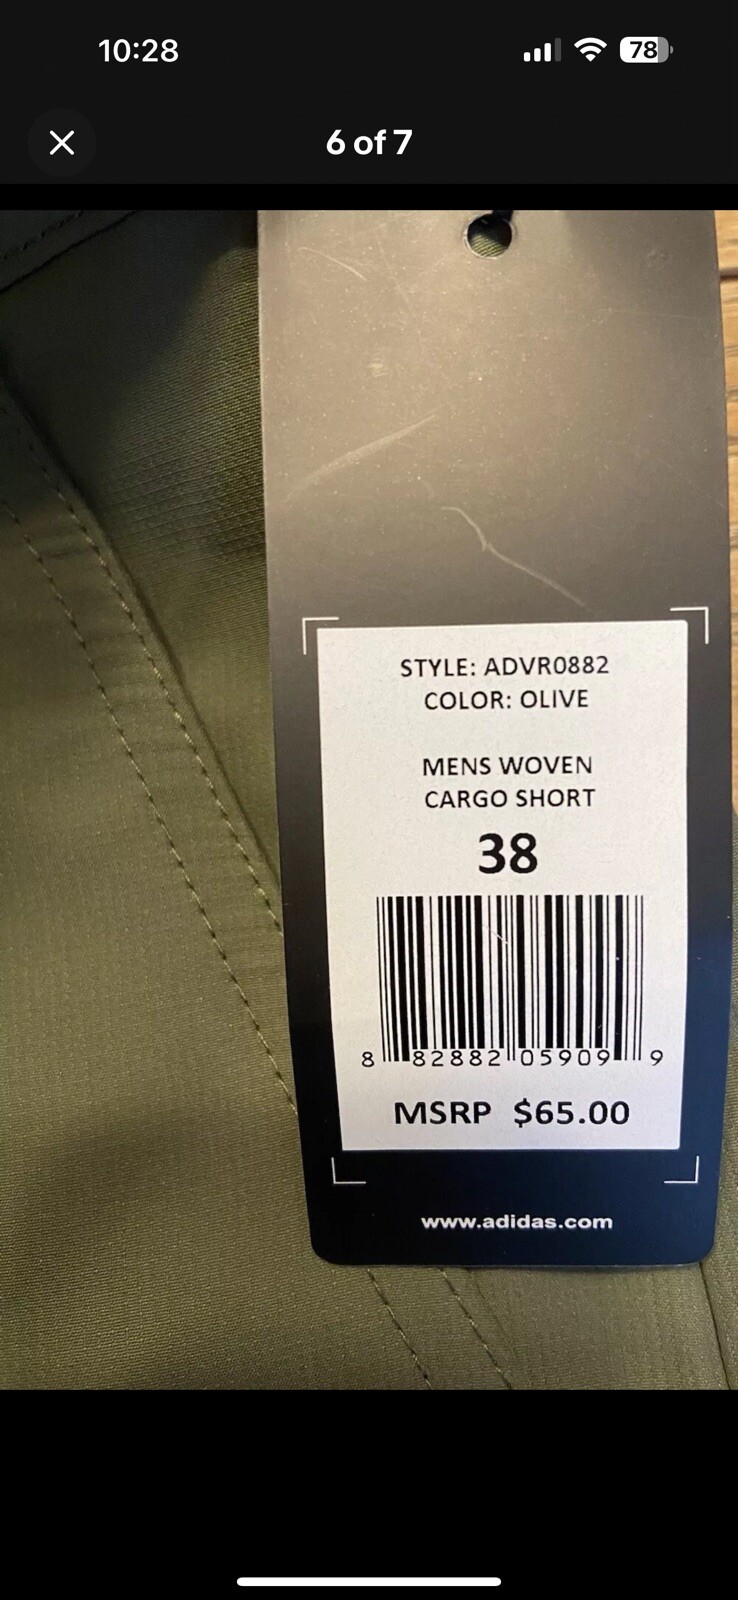 10:28
78
6 of 7
STYLE: ADVR0882
COLOR: OLIVE
MENS WOVEN
CARGO SHORT
38
8 82882 05909 9
MSRP $65.00
www.adidas.com